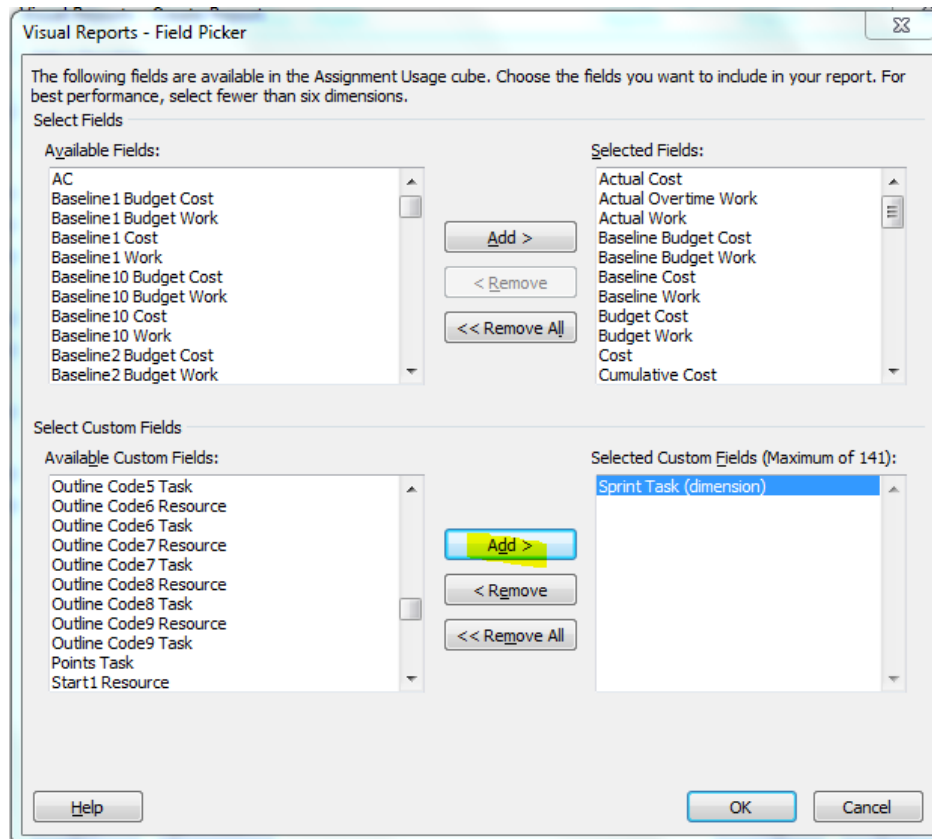 Visual Reports - Field Picker
The following fields are available in the Assignment Usage cube. Choose the fields you want to include in your report. For
best performance, select fewer than six dimensions.
Select Fields
Available Fields:
AC
Baseline1 Budget Cost
Baseline1 Budget Work
Baseline1 Cost
Baseline1 Work
Baseline10 Budget Cost
Baseline10 Budget Work
Baseline10 Cost
Baseline10 Work
Baseline2 Budget Cost
Baseline2 Budget Work
Add >
< Remove
<< Remove All
Selected Fields:
Actual Cost
Actual Overtime Work
Actual Work
Baseline Budget Cost
Baseline Budget Work
Baseline Cost
Baseline Work
Budget Cost
Budget Work
Cost
Cumulative Cost
Select Custom Fields
Available Custom Fields:
Outline Code5 Task
Outline Code6 Resource
Outline Code6 Task
Outline Code7 Resource
Outline Code7 Task
Outline Code8 Resource
Outline Code8 Task
Outline Code9 Resource
Outline Code9 Task
Points Task
Start1 Resource
Add >
< Remove
<< Remove All
Selected Custom Fields (Maximum of 141):
Sprint Task (dimension)
Help
OK
Cancel